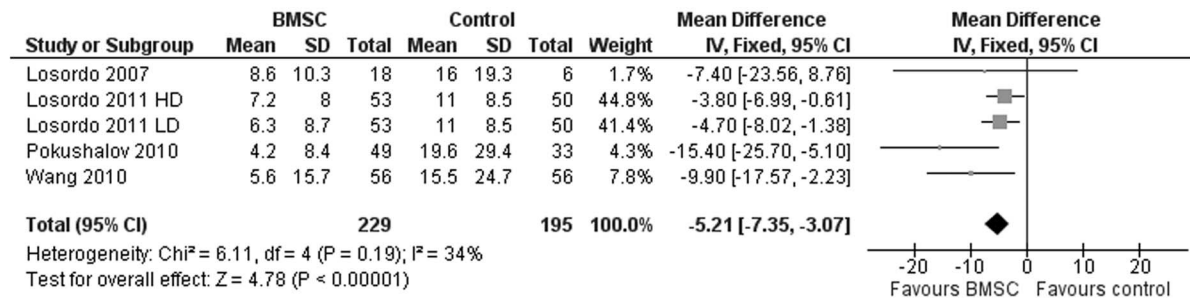 BMSC Control Mean Difference Mean Difference
Study or Subgroup Mean SD Total Mean SD Total Weight IV, Fixed, 95% CI IV, Fixed, 95% CI
Losordo 2007 8.6 10.3 18 16 19.3 6 1.7% -7.40 [-23.56, 8.76]
Losordo 2011 HD 7.2 8 53 11 8.5 50 44.8% -3.80 [-6.99, -0.61]
Losordo 2011 LD 6.3 8.7 53 11 8.5 50 41.4% -4.70 [-8.02, -1.38]
Pokushalov 2010 4.2 8.4 49 19.6 29.4 33 4.3% -15.40 [-25.70, -5.10]
Wang 2010 5.6 15.7 56 15.5 24.7 56 7.8% -9.90 [-17.57, -2.23]
Total (95% CI) 229 195 100.0% -5.21 [-7.35, -3.07]
Heterogeneity: Chi² = 6.11, df = 4 (P = 0.19); I² = 34%
Test for overall effect: Z = 4.78 (P < 0.00001)
-20 -10 0 10 20
Favours BMSC Favours control